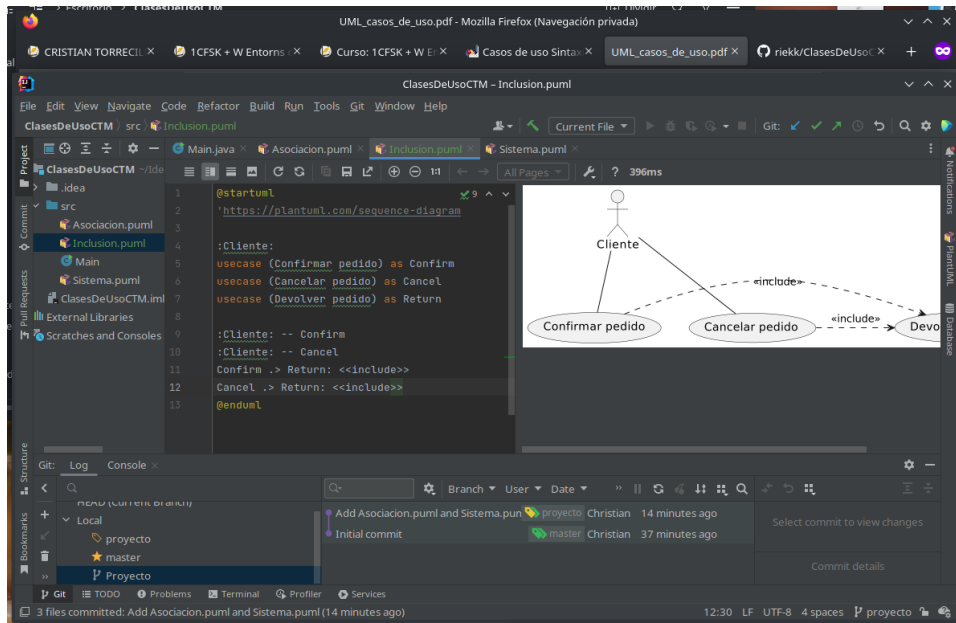 UML_casos_de_uso.pdf - Mozilla Firefox (Navegación privada)
CRISTIAN TORRECIL
1CFSK + W Entorns
Curso: 1CFSK + W
Casos de uso Sintax
UML_casos_de_uso.pdf
riekk/ClasesDeUsoC
ClasesDeUsoCTM – Inclusion.puml
File Edit View Navigate Code Refactor Build Run Tools Git Window Help
ClasesDeUsoCTM src Inclusion.puml
Current File
Git:
Project
ClasesDeUsoCTM ~/Ide
.idea
src
Asociacion.puml
Inclusion.puml
Main
Sistema.puml
ClasesDeUsoCTM.iml
External Libraries
Scratches and Consoles
Commit
Pull Requests
Main.java
Asociacion.puml
Inclusion.puml
Sistema.puml
1:1
All Pages
? 396ms
9
1 @startuml
2 'https://plantuml.com/sequence-diagram
3
4 :Cliente:
5 usecase (Confirmar pedido) as Confirm
6 usecase (Cancelar pedido) as Cancel
7 usecase (Devolver pedido) as Return
8
9 :Cliente: -- Confirm
10 :Cliente: -- Cancel
11 Confirm .> Return: <<include>>
12 Cancel .> Return: <<include>>
13 @enduml
Cliente
«include»
«include»
Confirmar pedido
Cancelar pedido
Devo
Notifications
PlantUML
Database
Structure
Bookmarks
Git: Log Console
Branch User Date
HEAD (Current Branch)
Local
proyecto
master
Proyecto
Add Asociacion.puml and Sistema.pun proyecto Christian 14 minutes ago
Initial commit master Christian 37 minutes ago
Select commit to view changes
Commit details
Git TODO Problems Terminal Profiler Services
3 files committed: Add Asociacion.puml and Sistema.puml (14 minutes ago)
12:30 LF UTF-8 4 spaces proyecto